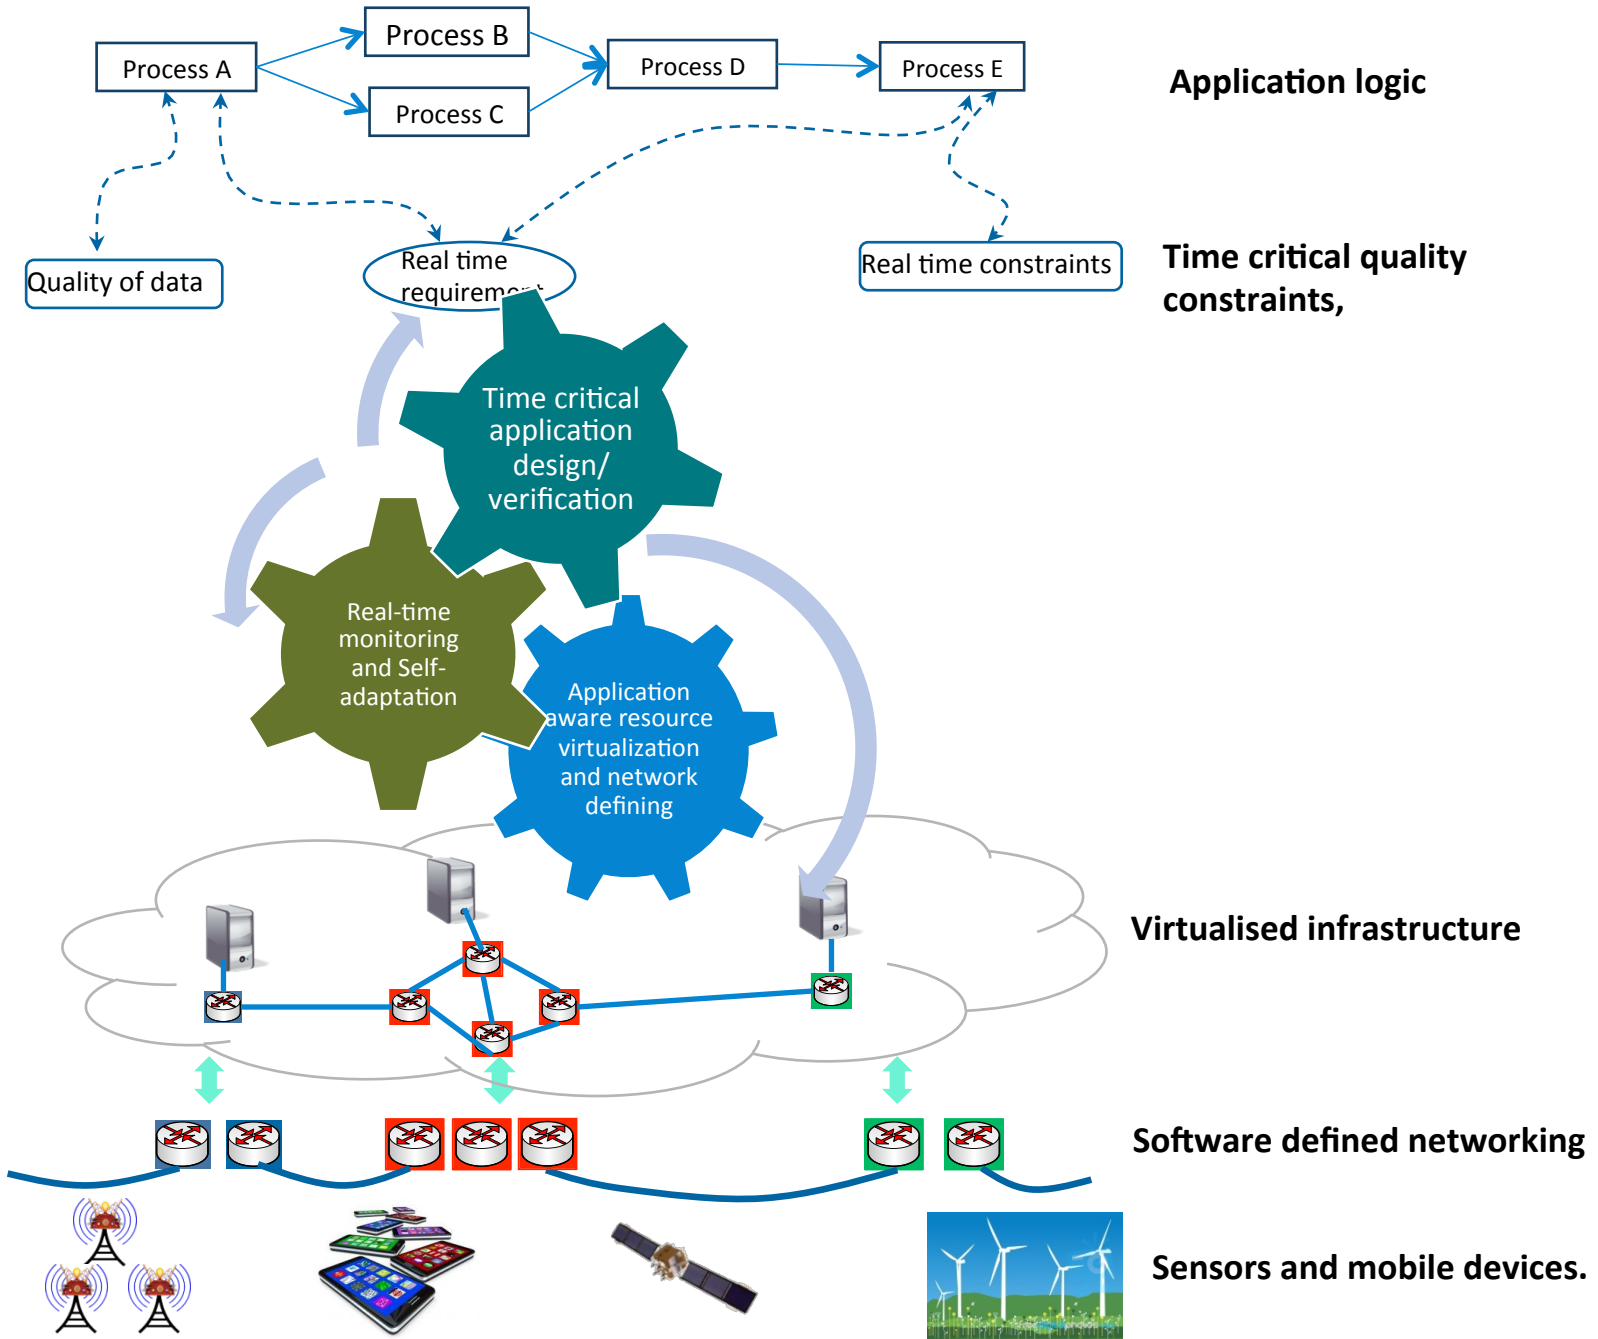 Process B
Process A
Process D
Process E
Process C
Application logic
Quality of data
Real time
requirement
Real time constraints
Time critical quality
constraints,
Time critical
application
design/
verification
Real-time
monitoring
and Self-
adaptation
Application
aware resource
virtualization
and network
defining
Virtualised infrastructure
Software defined networking
Sensors and mobile devices.